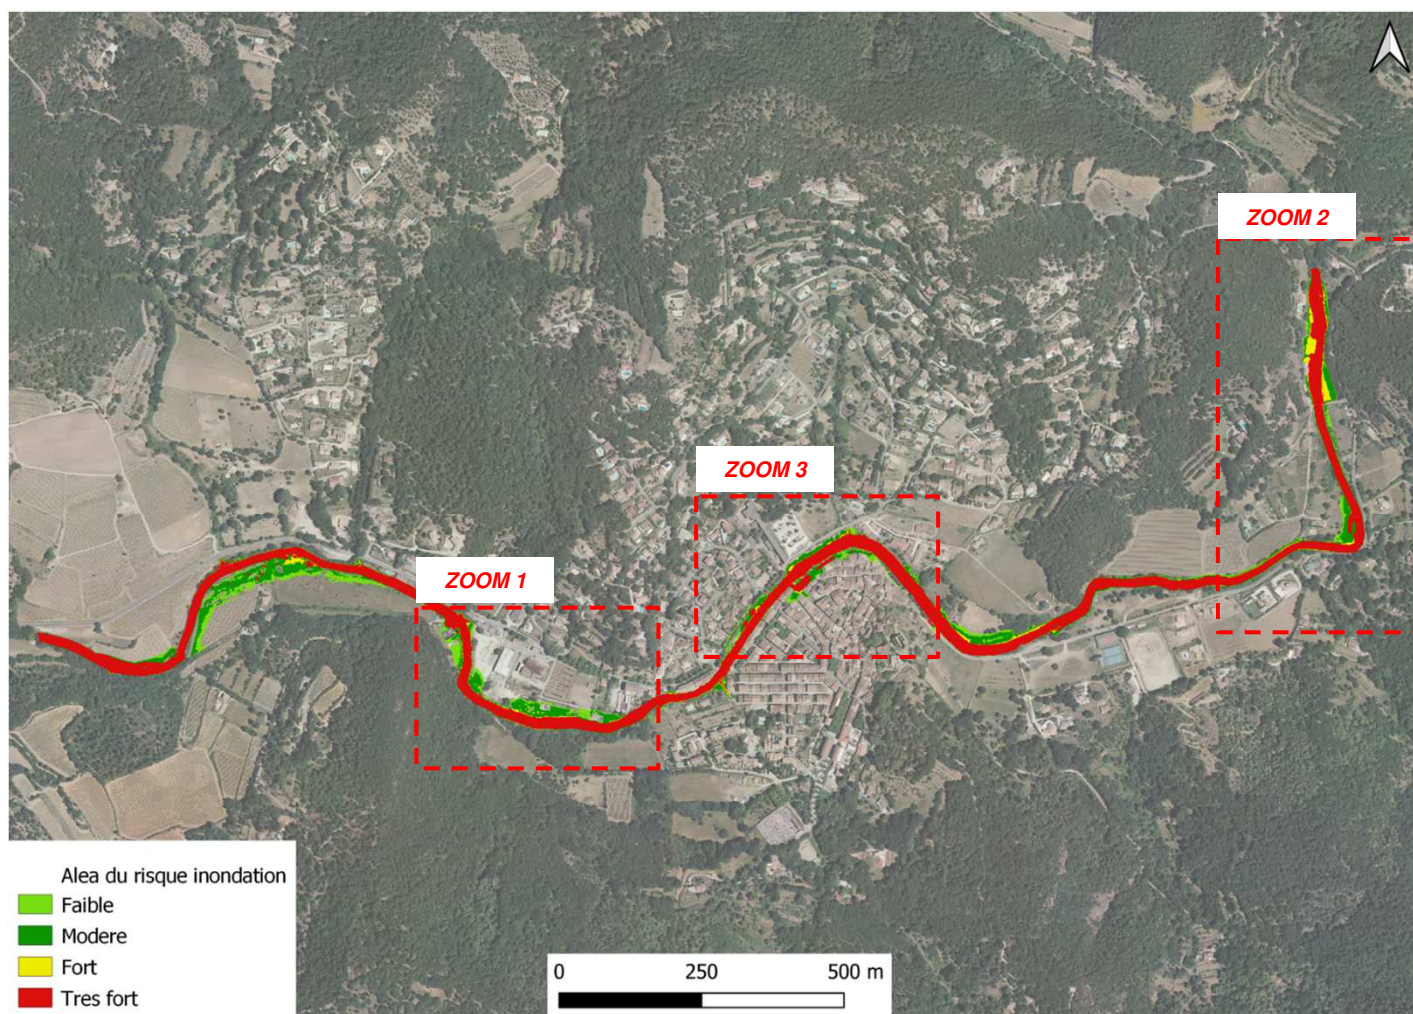 ZOOM 2
ZOOM 3
ZOOM 1
Alea du risque inondation
Faible
Modere
Fort
Tres fort
0 250 500 m